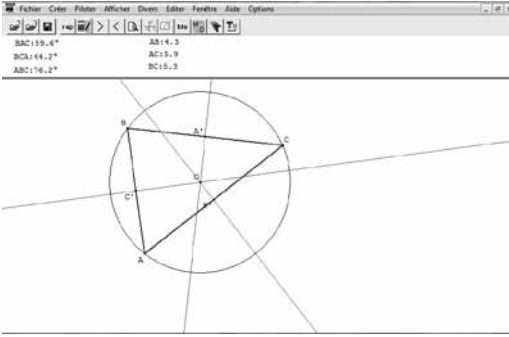 Fichier Créer Piloter Afficher Divers Editer Fenêtre Aide Options
BAC:59.6° AB:4.3
BCA:44.2° AC:5.9
ABC:76.2° BC:5.3
B
A'
C
O
C'
A